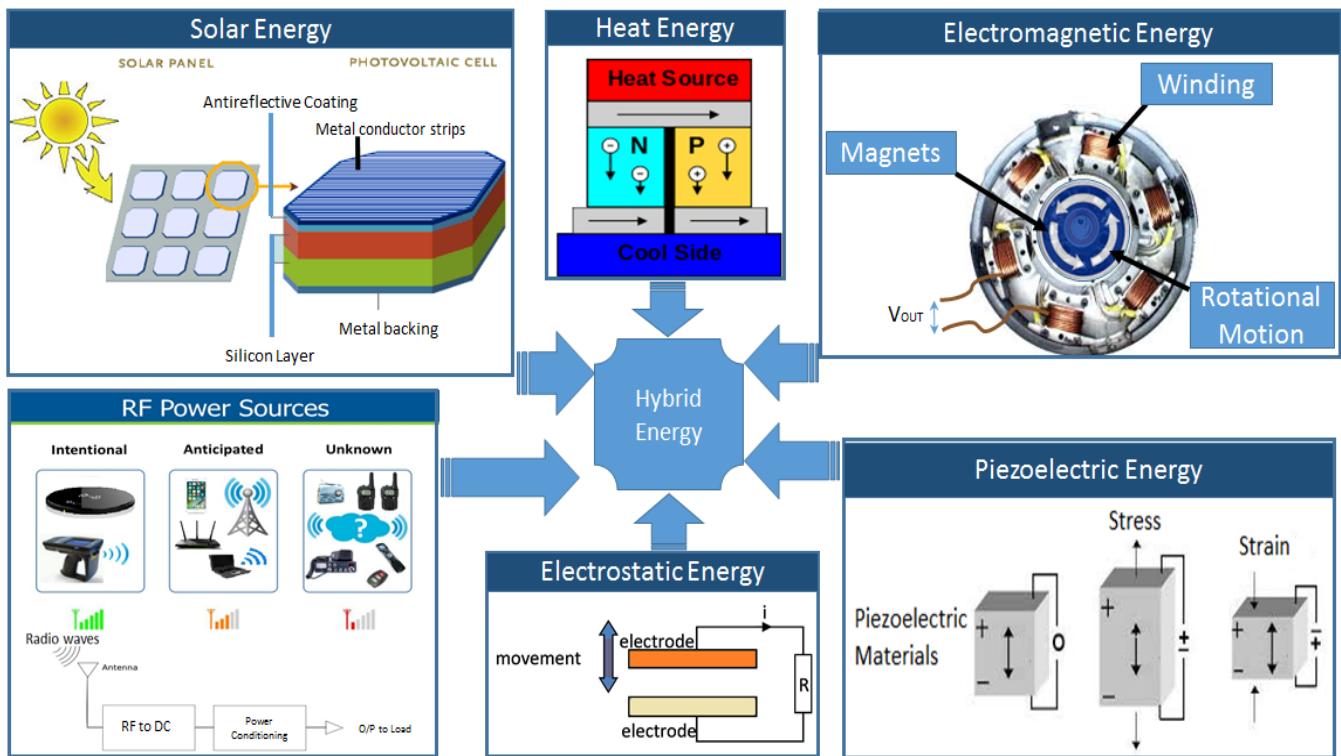 Solar Energy
SOLAR PANEL
PHOTOVOLTAIC CELL
Antireflective Coating
Metal conductor strips
Metal backing
Silicon Layer
Heat Energy
Heat Source
N
P
Cool Side
Electromagnetic Energy
Winding
Magnets
Rotational
Motion
VOUT
Hybrid
Energy
RF Power Sources
Intentional
Anticipated
Unknown
?
Radio waves
Antenna
RF to DC
Power
Conditioning
O/P to Load
Electrostatic Energy
i
electrode
movement
R
electrode
Piezoelectric Energy
Stress
Strain
Piezoelectric
Materials
+
−
O
+
−
±
+
−
∓